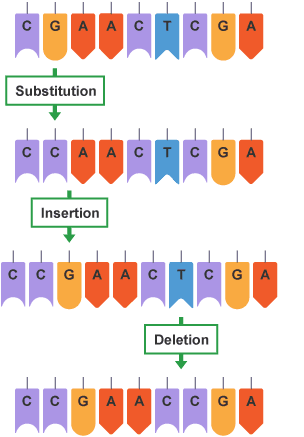 C G A A C T C G A
Substitution
C C A A C T C G A
Insertion
C C G A A C T C G A
Deletion
C C G A A C C G A